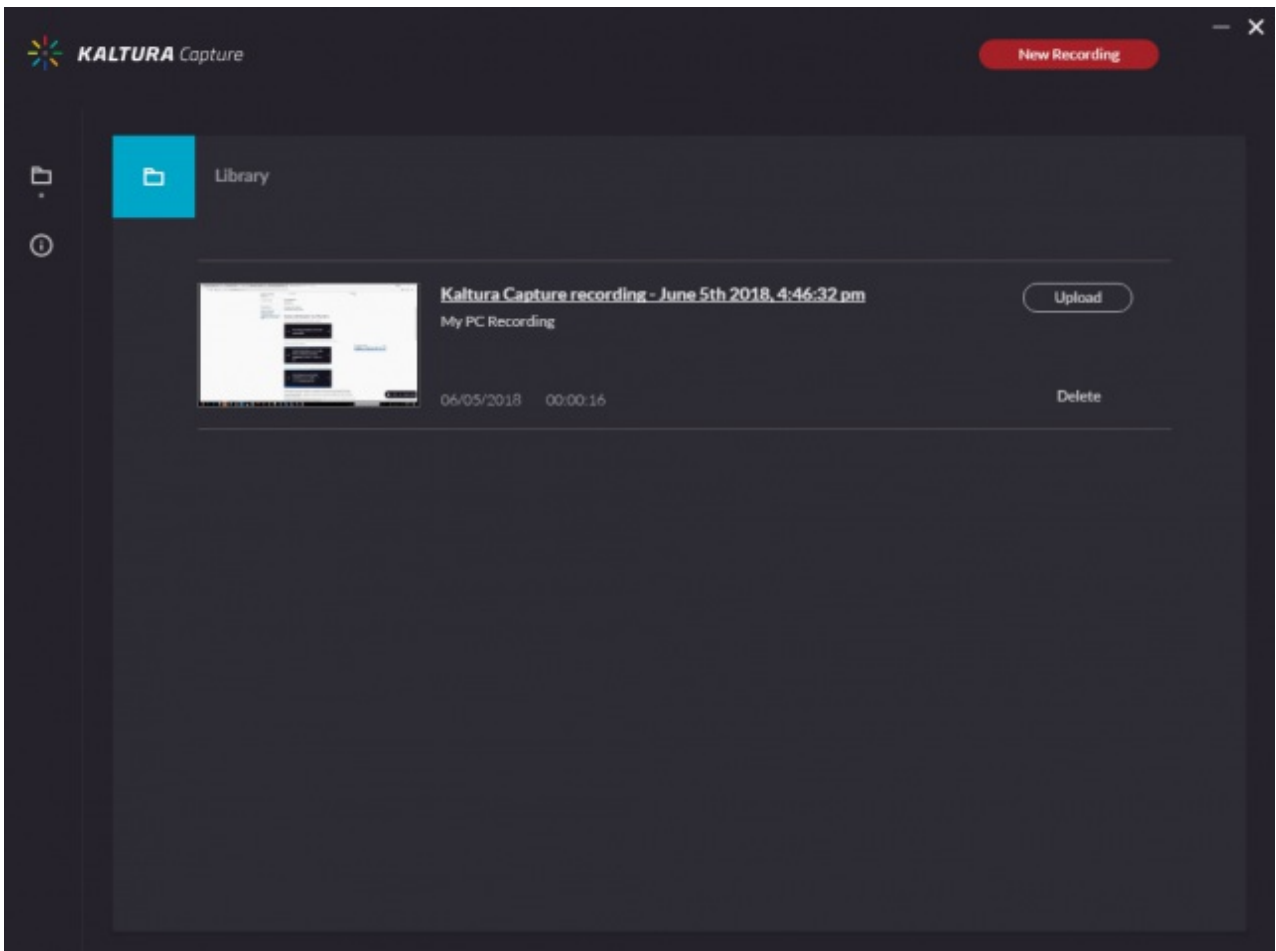 KALTURA Capture
New Recording
Library
Kaltura Capture recording - June 5th 2018, 4:46:32 pm
Upload
My PC Recording
06/05/2018 00:00:16
Delete